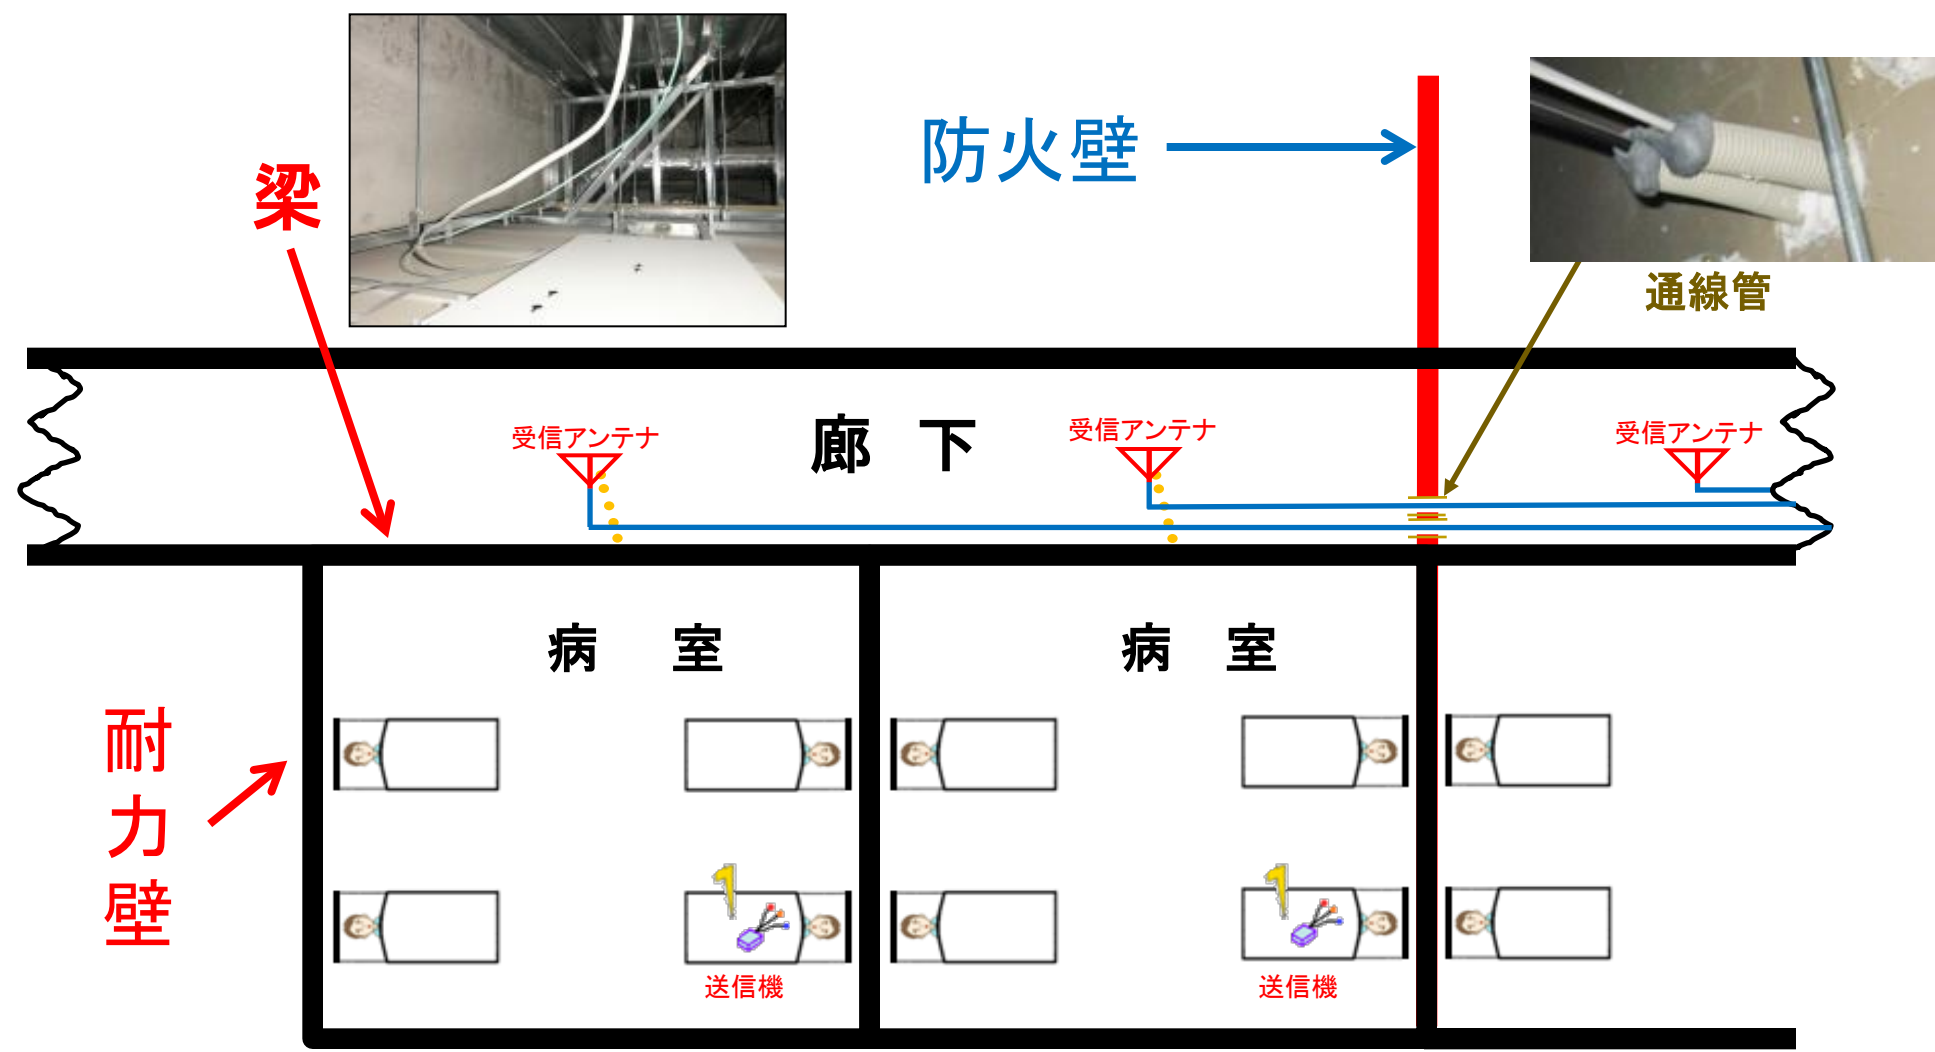 防火壁
梁
通線管
廊 下
受信アンテナ
受信アンテナ
受信アンテナ
病 室
病 室
耐力壁
送信機
送信機